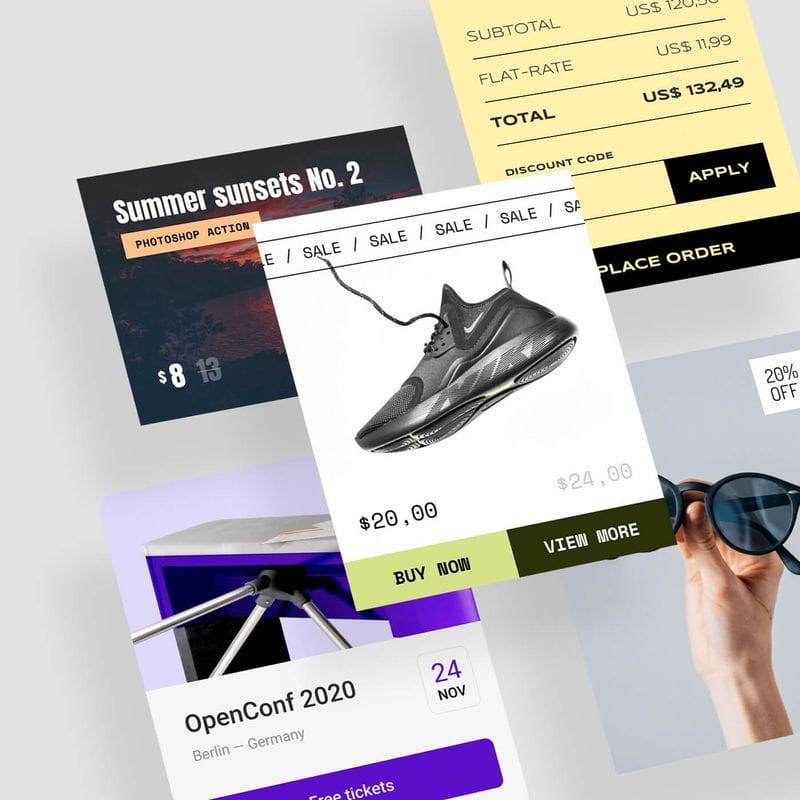 SUBTOTAL US$ 120,50
FLAT-RATE US$ 11,99
TOTAL US$ 132,49
DISCOUNT CODE
APPLY
PLACE ORDER
Summer sunsets No. 2
PHOTOSHOP ACTION
$8 13
E / SALE / SALE / SALE / SALE / SA
$20,00 $24,00
BUY NOW VIEW MORE
20%
OFF
24
NOV
OpenConf 2020
Berlin — Germany
Free tickets